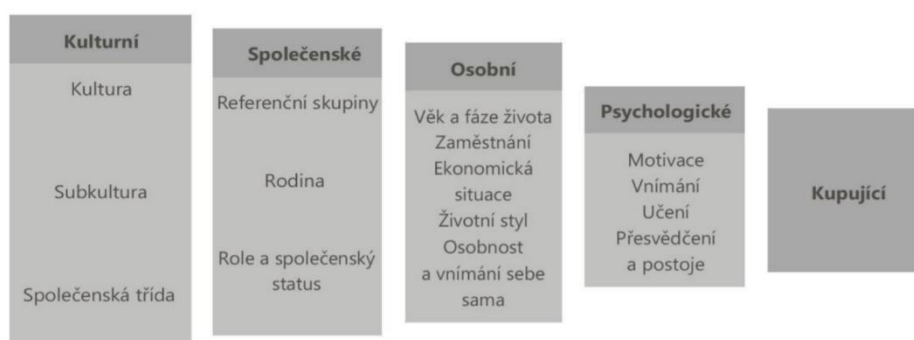 Kulturní
Kultura
Subkultura
Společenská třída
Společenské
Referenční skupiny
Rodina
Role a společenský
status
Osobní
Věk a fáze života
Zaměstnání
Ekonomická
situace
Životní styl
Osobnost
a vnímání sebe
sama
Psychologické
Motivace
Vnímání
Učení
Přesvědčení
a postoje
Kupující